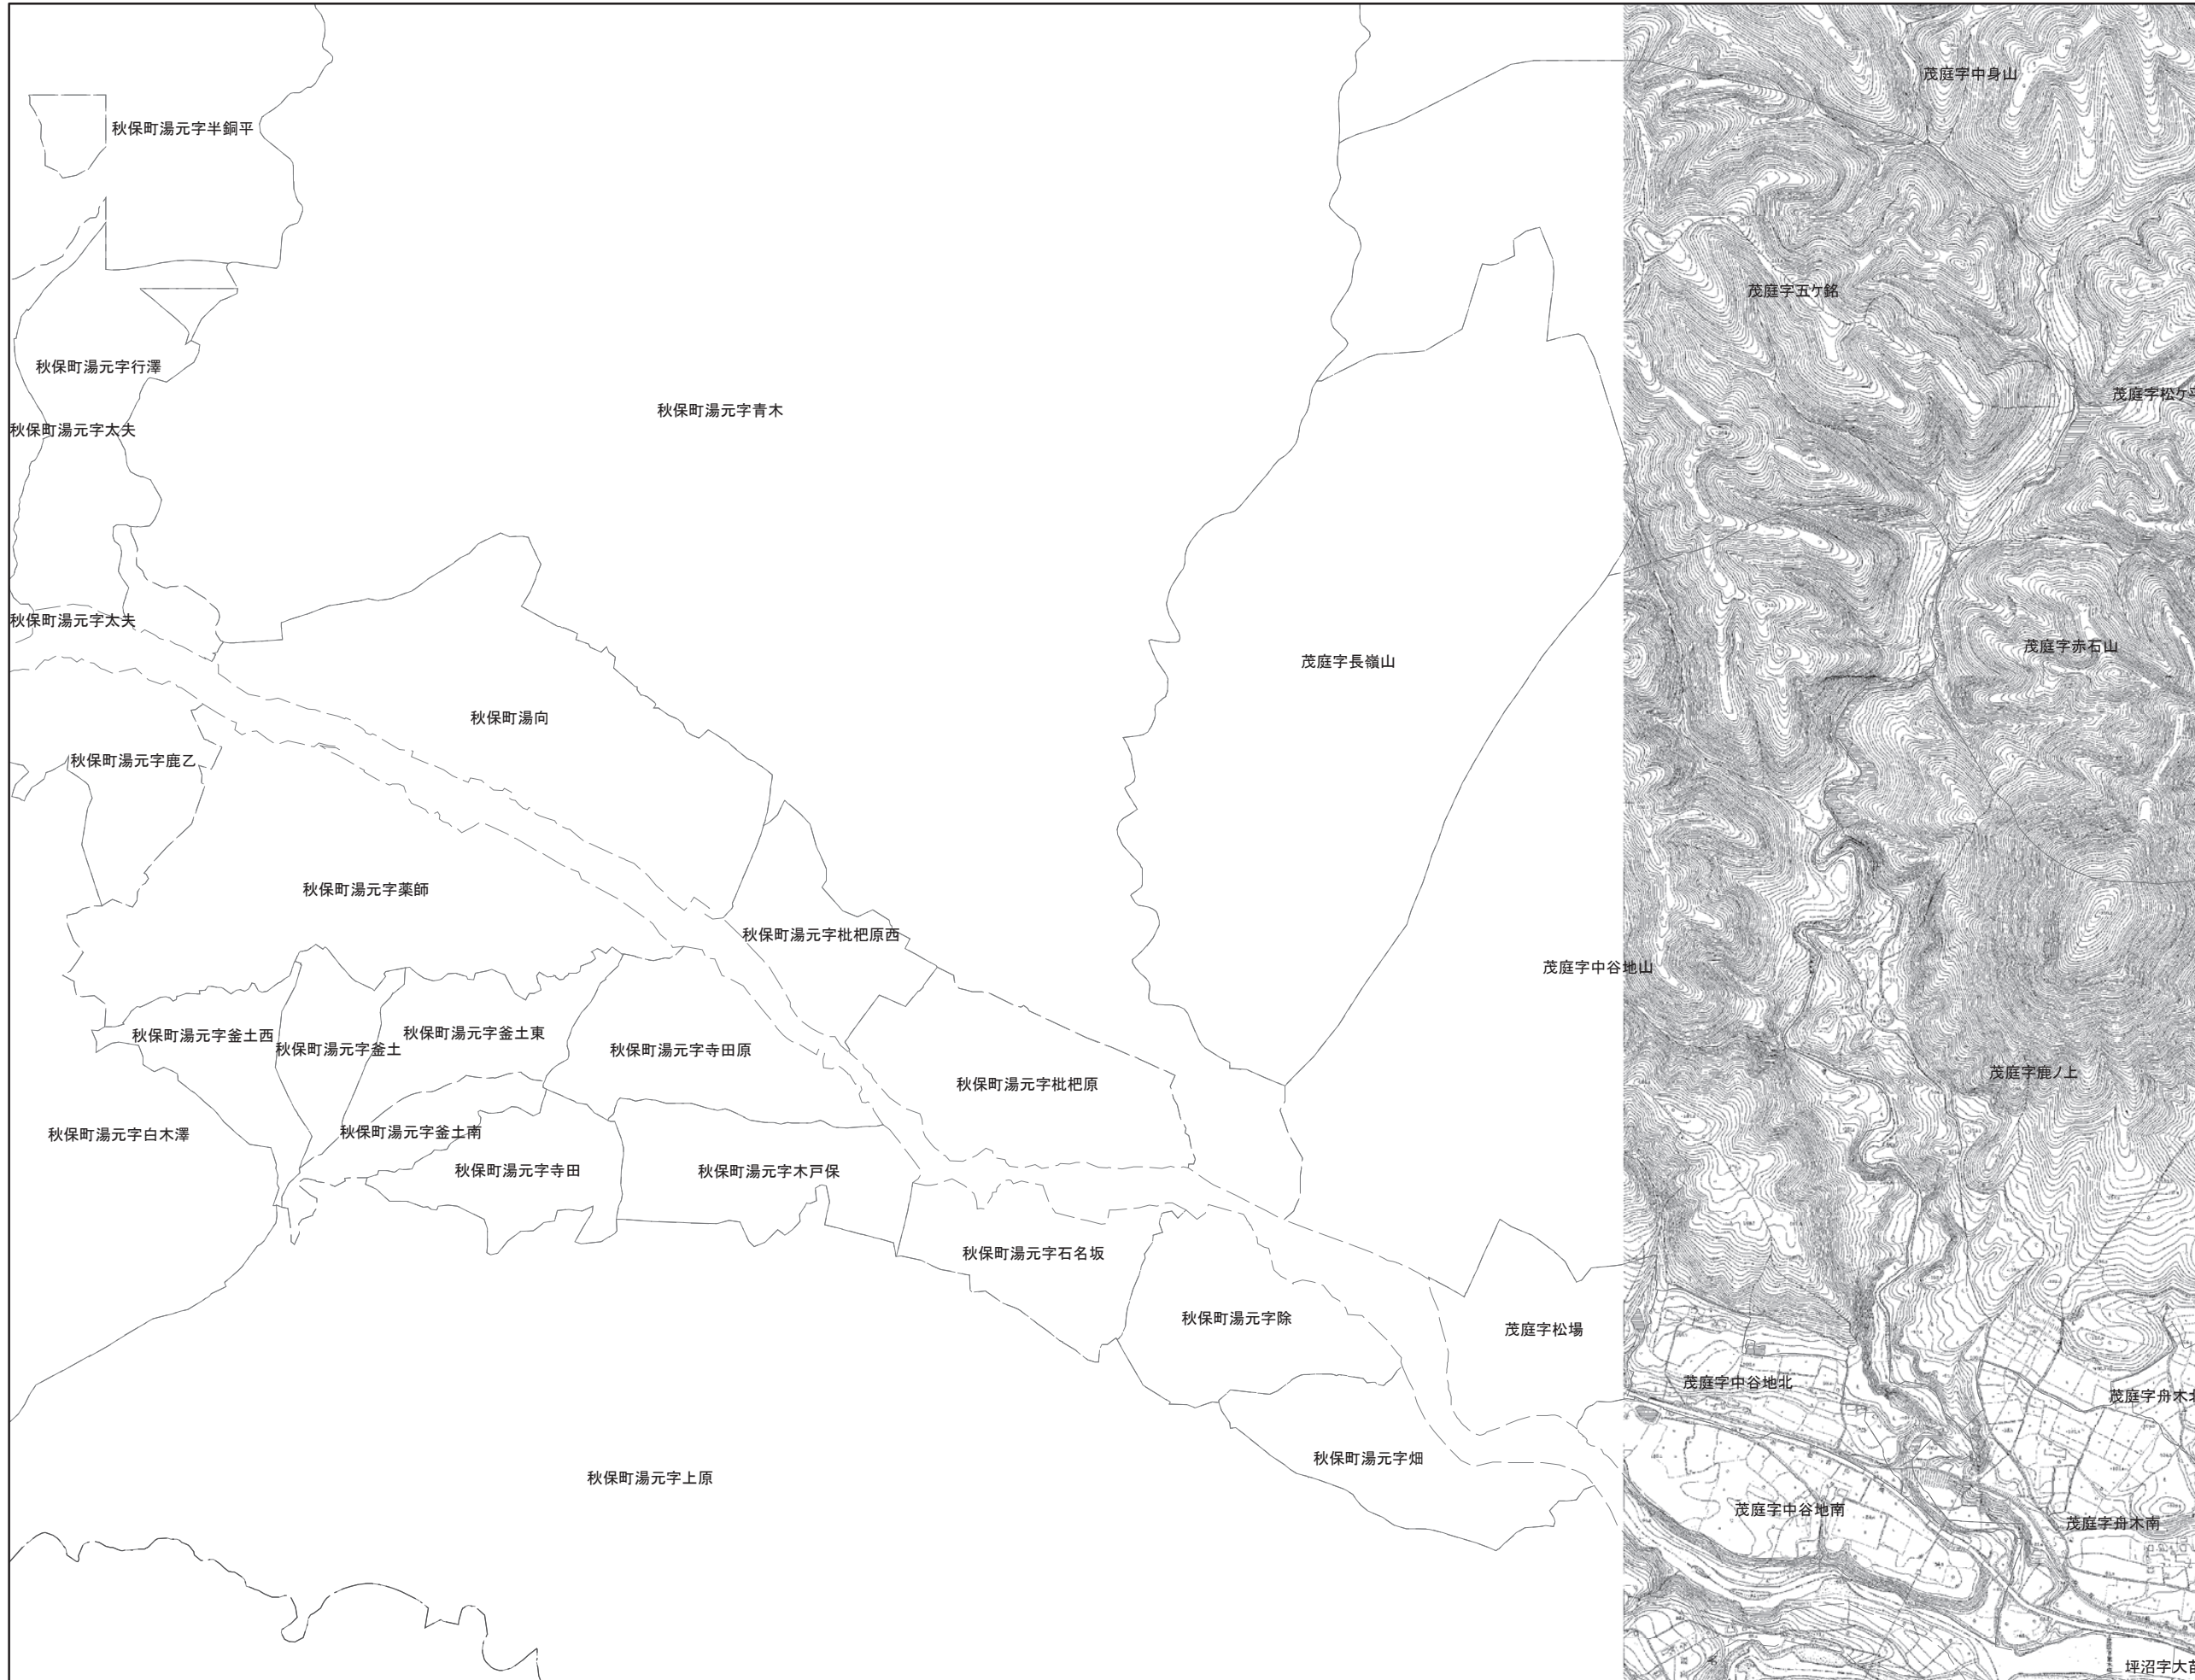 茂庭字中身山
秋保町湯元字半銅平
茂庭字五ケ銘
秋保町湯元字行澤
茂庭字松ケ
秋保町湯元字青木
秋保町湯元字太夫
秋保町湯元字太夫
茂庭字赤石山
茂庭字長嶺山
秋保町湯向
秋保町湯元字鹿乙
秋保町湯元字薬師
秋保町湯元字枇杷原西
茂庭字中谷地山
秋保町湯元字釜土西
秋保町湯元字釜土
秋保町湯元字釜土東
秋保町湯元字寺田原
茂庭字鹿ノ上
秋保町湯元字枇杷原
秋保町湯元字白木澤
秋保町湯元字釜土南
秋保町湯元字寺田
秋保町湯元字木戸保
秋保町湯元字石名坂
秋保町湯元字除
茂庭字松場
茂庭字中谷地北
茂庭字舟木北
秋保町湯元字畑
秋保町湯元字上原
茂庭字中谷地南
茂庭字舟木南
坪沼字大